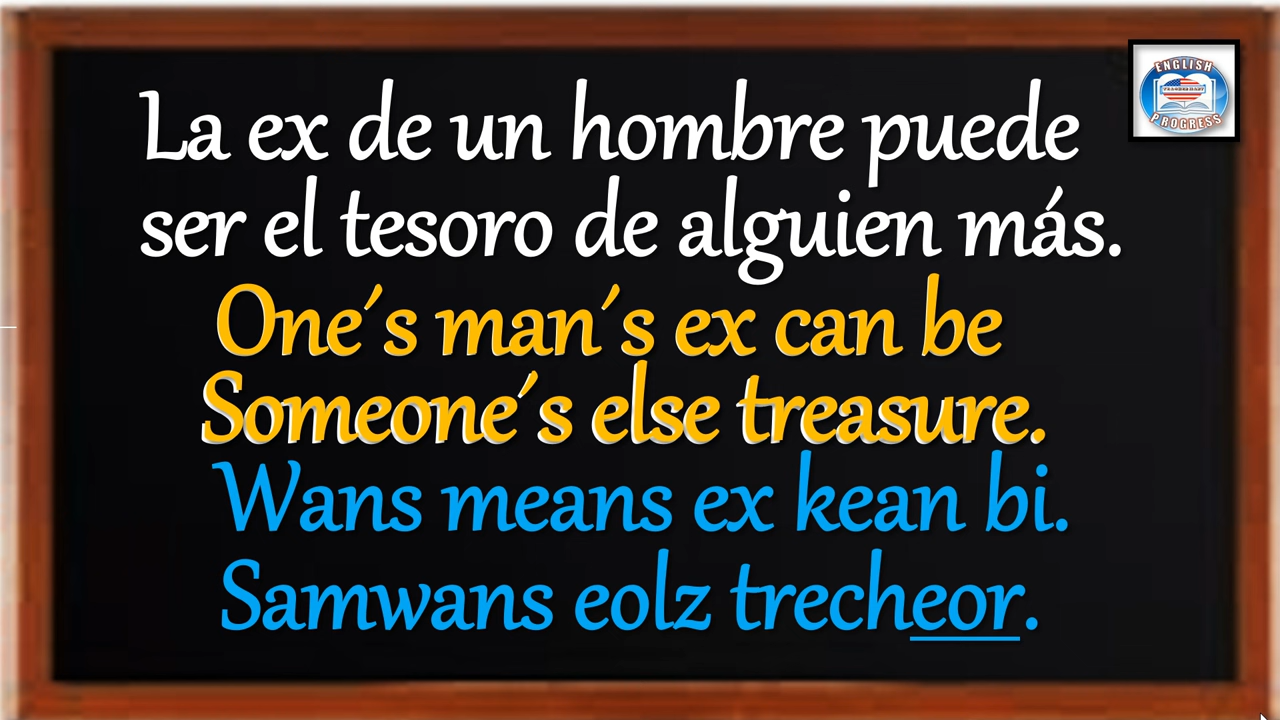 La ex de un hombre puede
ser el tesoro de alguien más.
One´s man´s ex can be
Someone´s else treasure.
Wans means ex kean bi.
Samwans eolz trecheor.
ENGLISH
PROGRESS